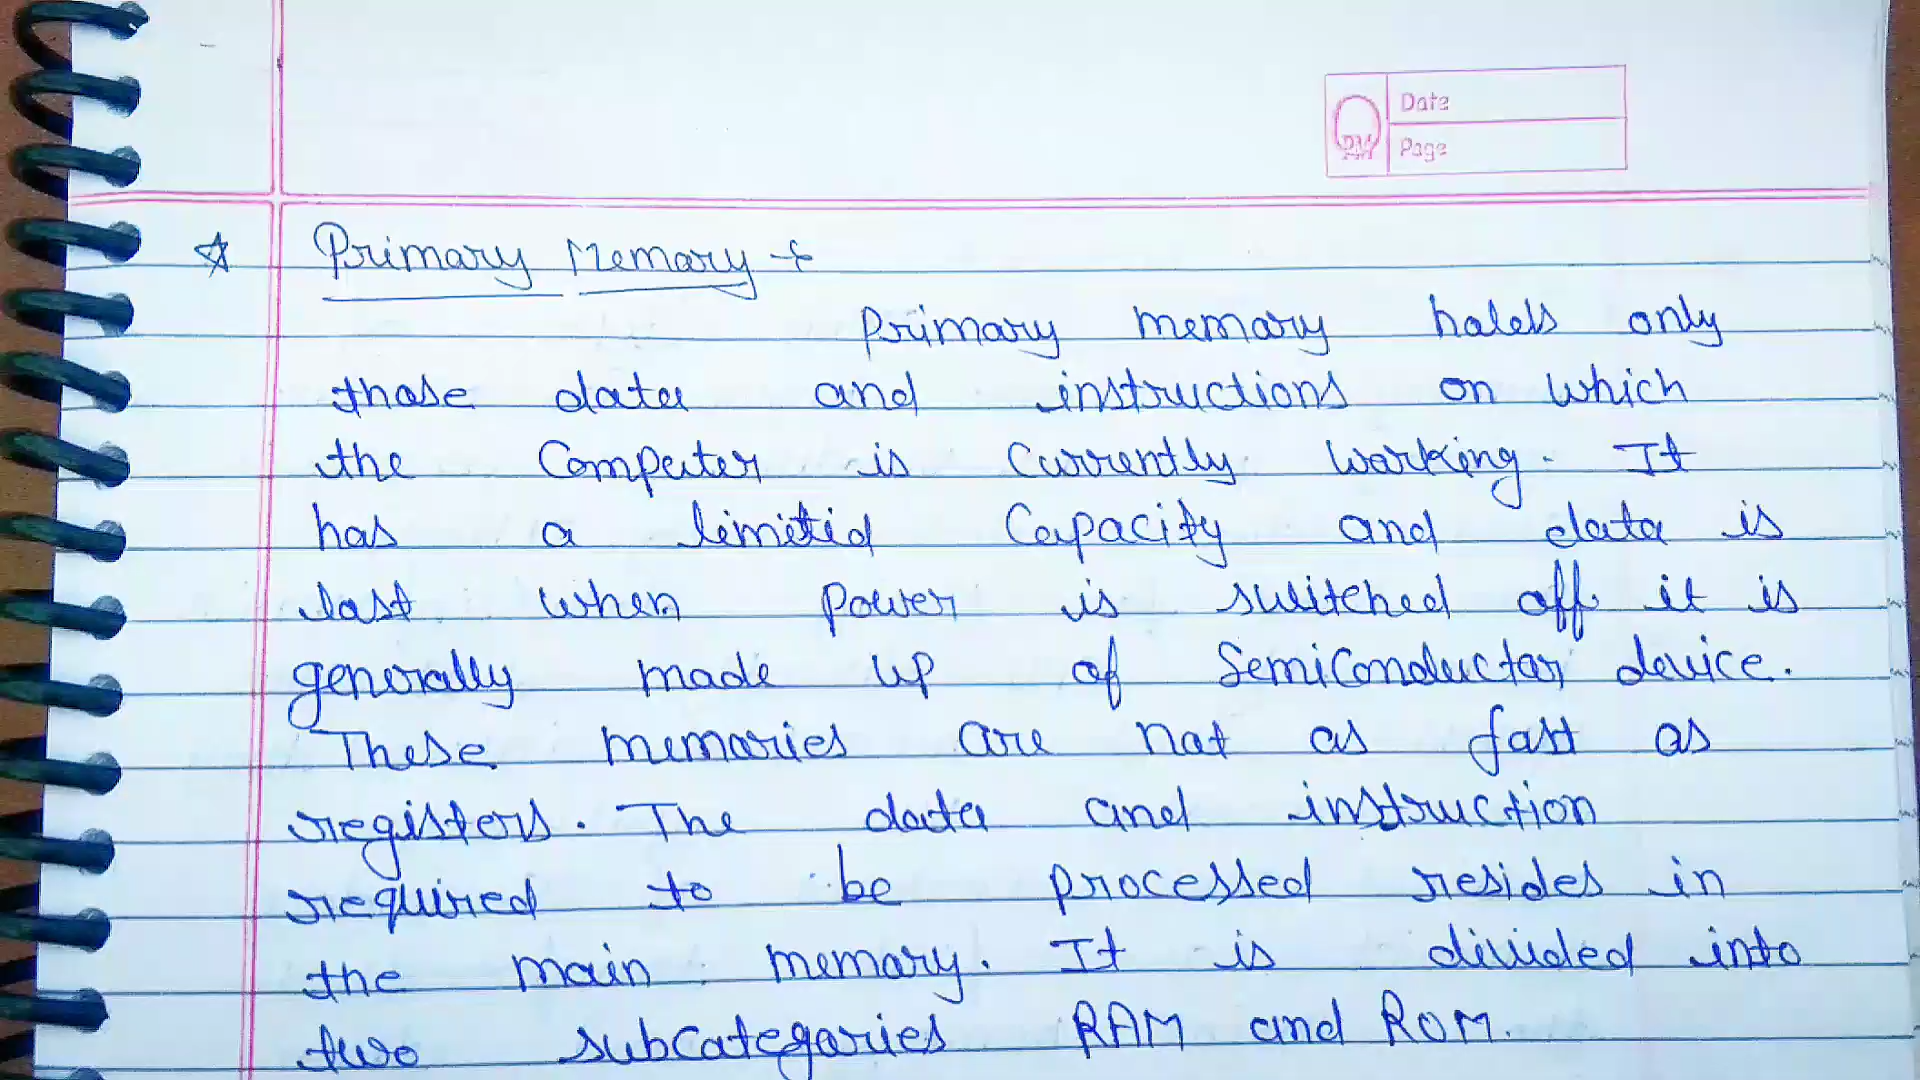 Date
Page
☆ Primary Memory →
Primary memory holds only
those data and instructions on which
the Computer is Currently working. It
has a limitid Capacity and data is
last when power is switched off it is
generally made up of SemiConductor device.
These memories are not as fast as
registors. The data and instruction
required to be processed resides in
the main memory. It is divided into
two subcategories RAM and ROM.